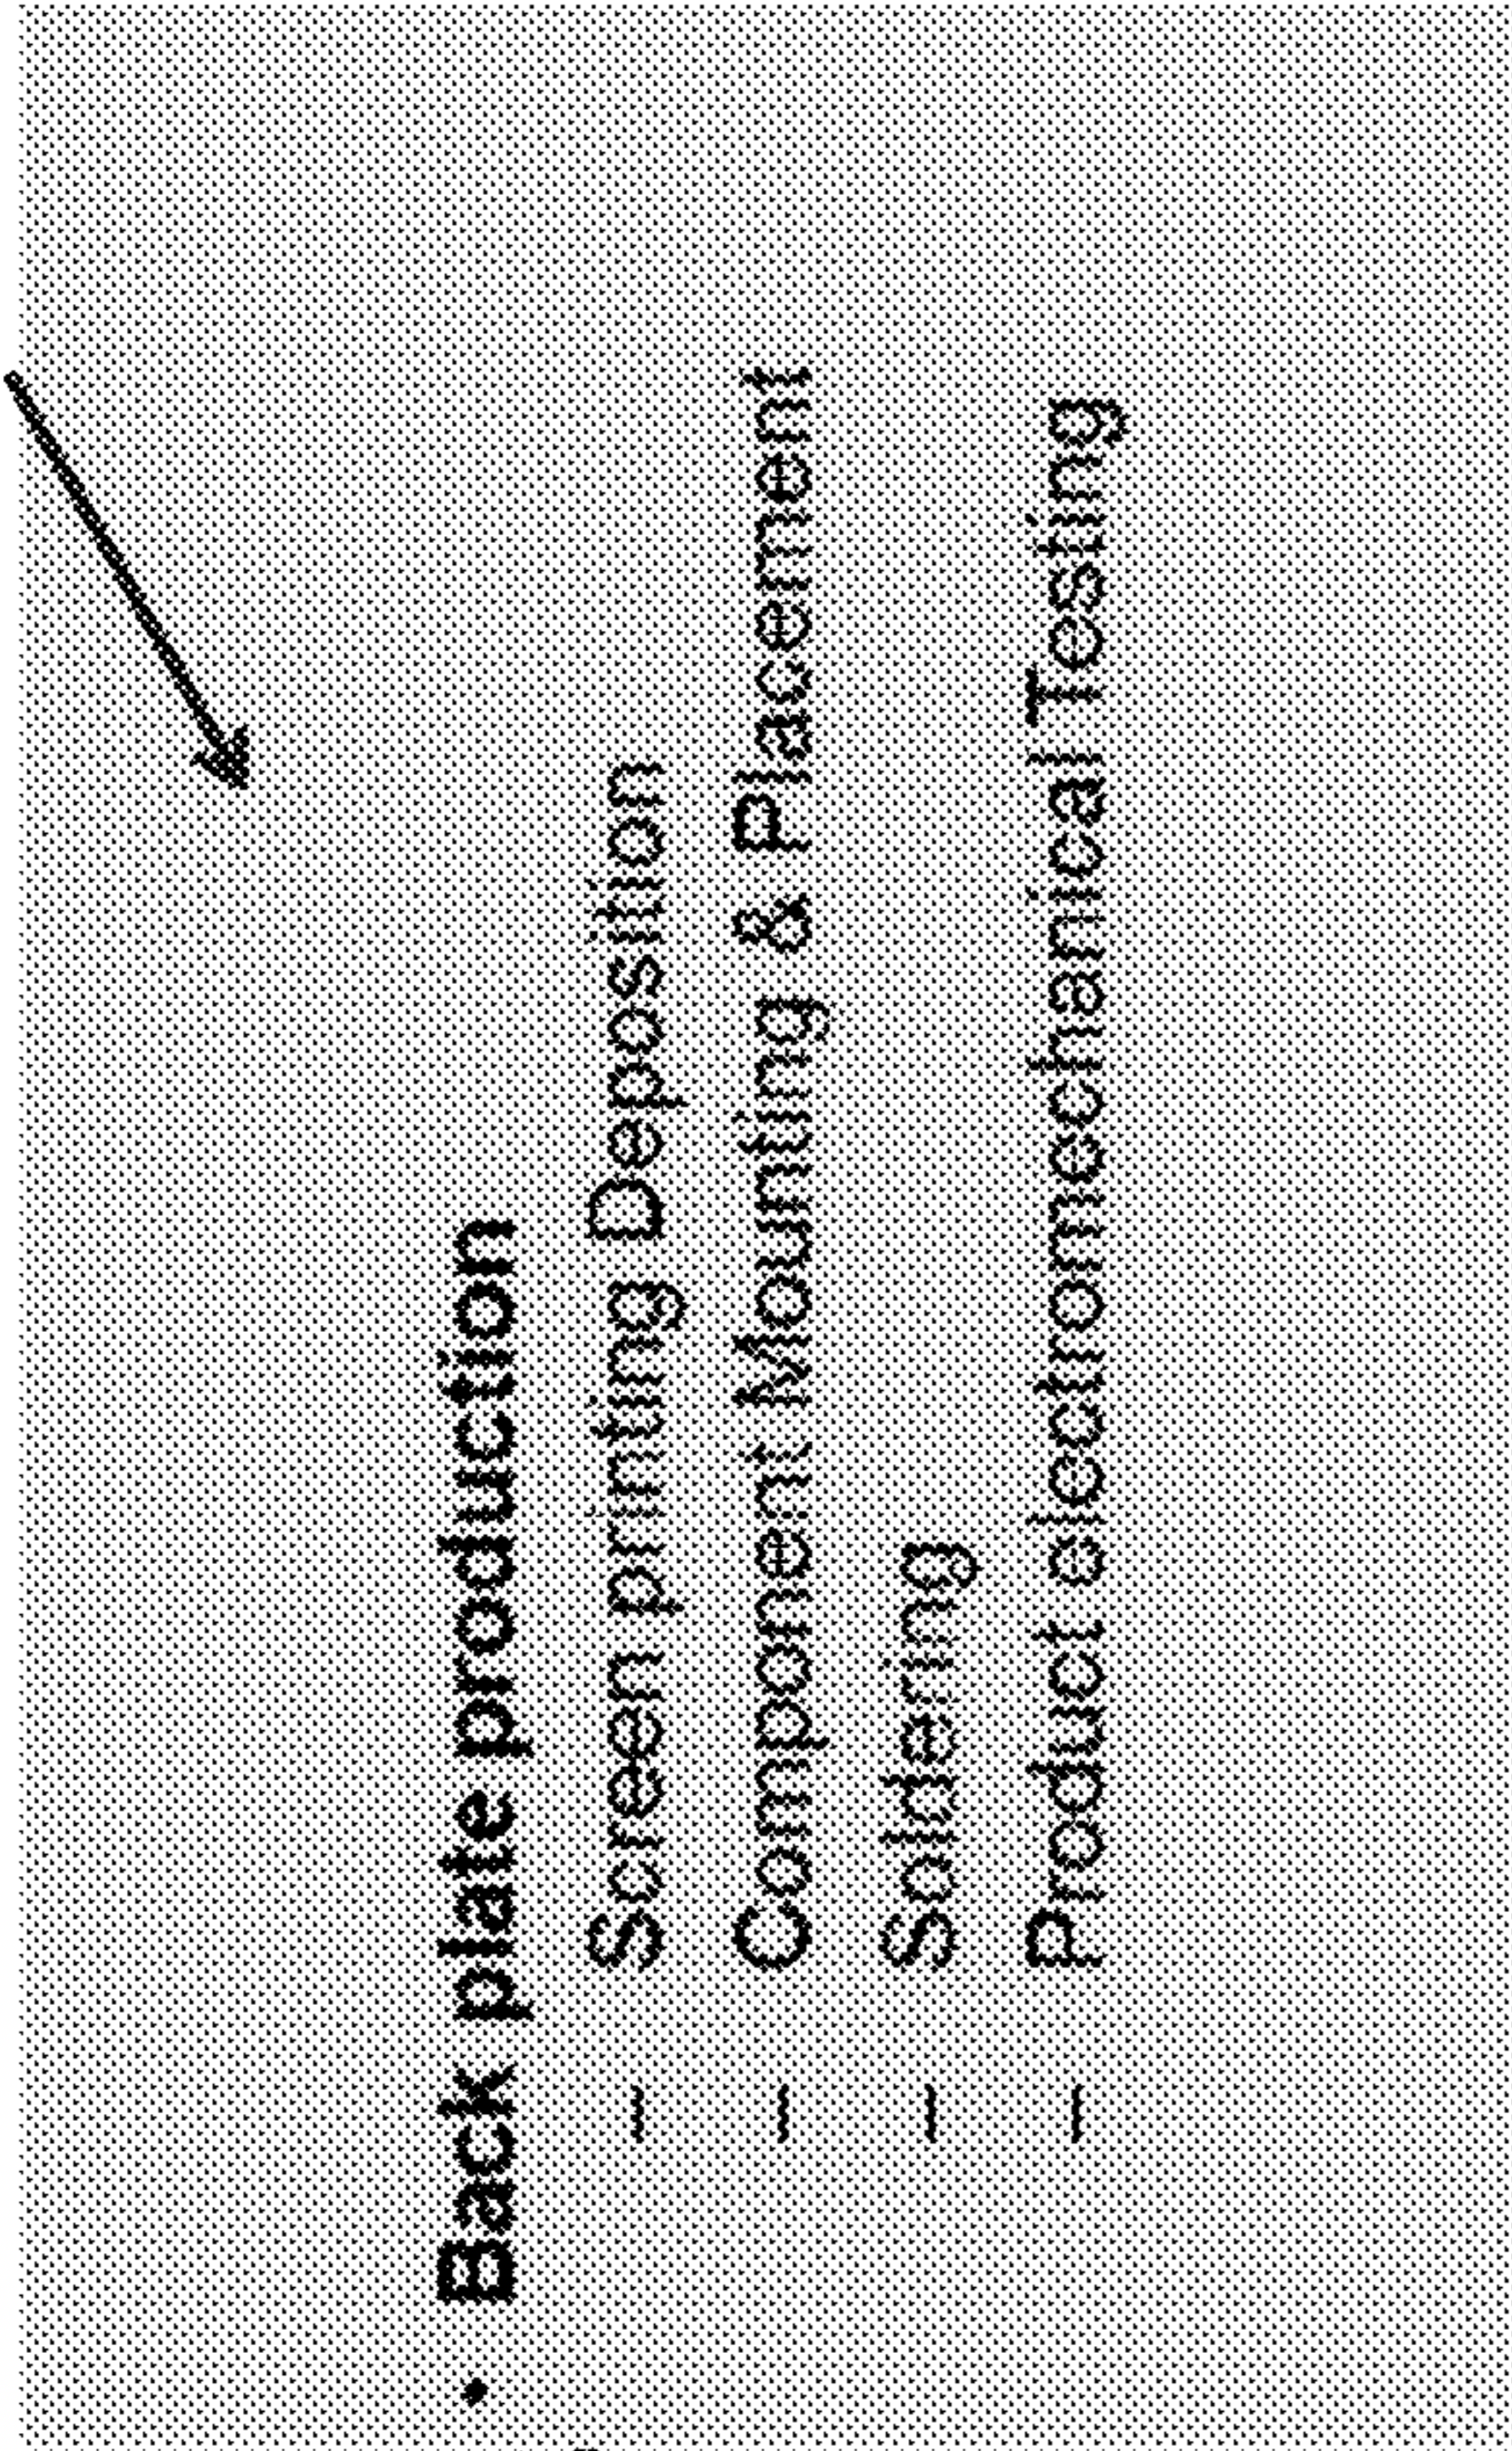 • Back plate production
– Screen printing Deposition
– Component Mounting & Placement
– Soldering
– Product electromechanical Testing